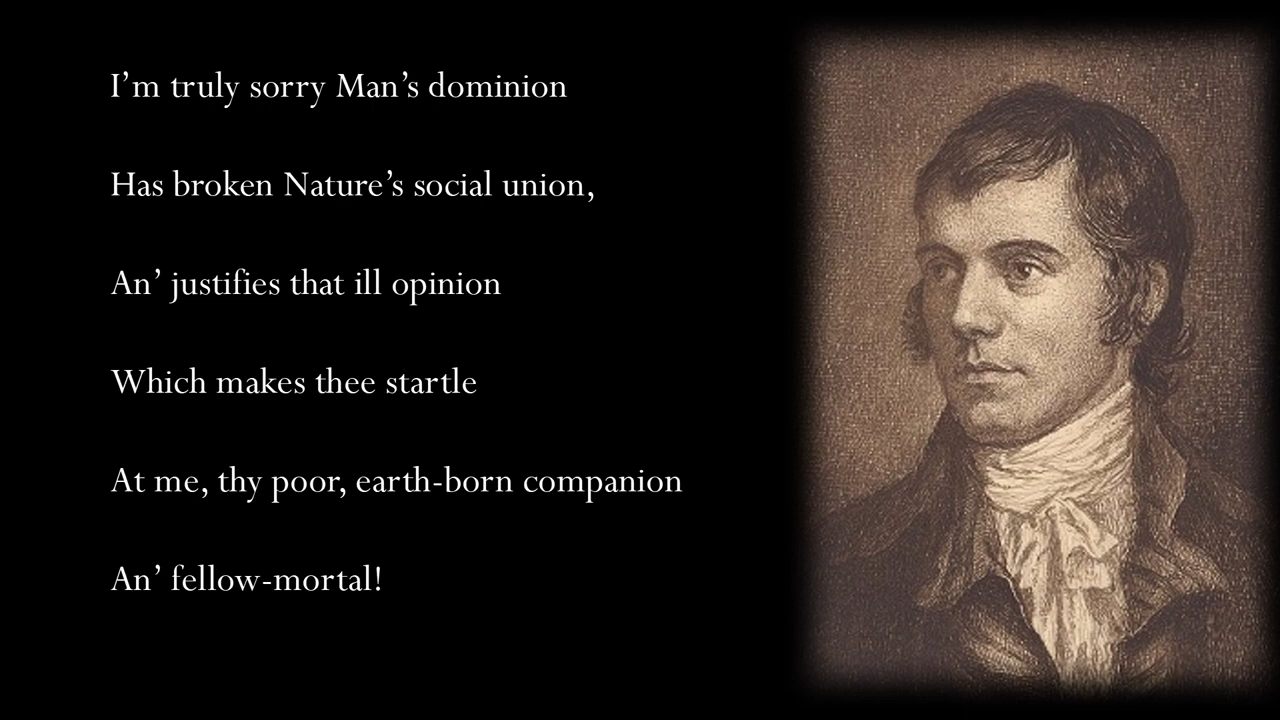 I’m truly sorry Man’s dominion
Has broken Nature’s social union,
An’ justifies that ill opinion
Which makes thee startle
At me, thy poor, earth-born companion
An’ fellow-mortal!